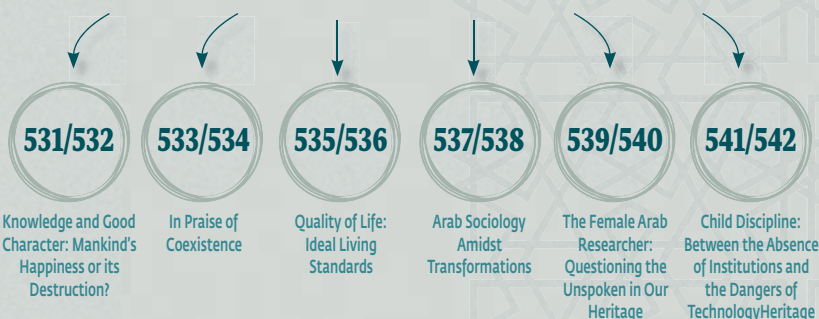 531/532
Knowledge and Good
Character: Mankind's
Happiness or its
Destruction?
533/534
In Praise of
Coexistence
535/536
Quality of Life:
Ideal Living
Standards
537/538
Arab Sociology
Amidst
Transformations
539/540
The Female Arab
Researcher:
Questioning the
Unspoken in Our
Heritage
541/542
Child Discipline:
Between the Absence
of Institutions and
the Dangers of
TechnologyHeritage